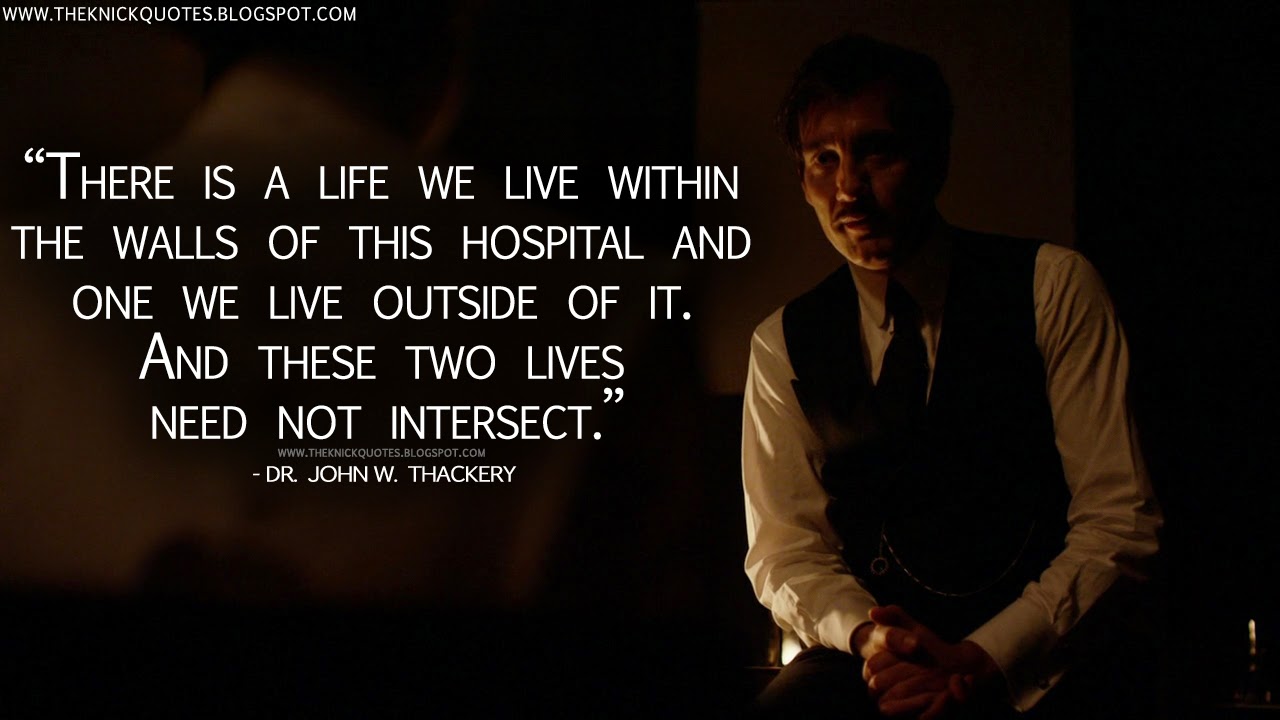 WWW.THEKNICKQUOTES.BLOGSPOT.COM
“THERE IS A LIFE WE LIVE WITHIN
THE WALLS OF THIS HOSPITAL AND
ONE WE LIVE OUTSIDE OF IT.
AND THESE TWO LIVES
NEED NOT INTERSECT.”
WWW.THEKNICKQUOTES.BLOGSPOT.COM
- DR. JOHN W. THACKERY